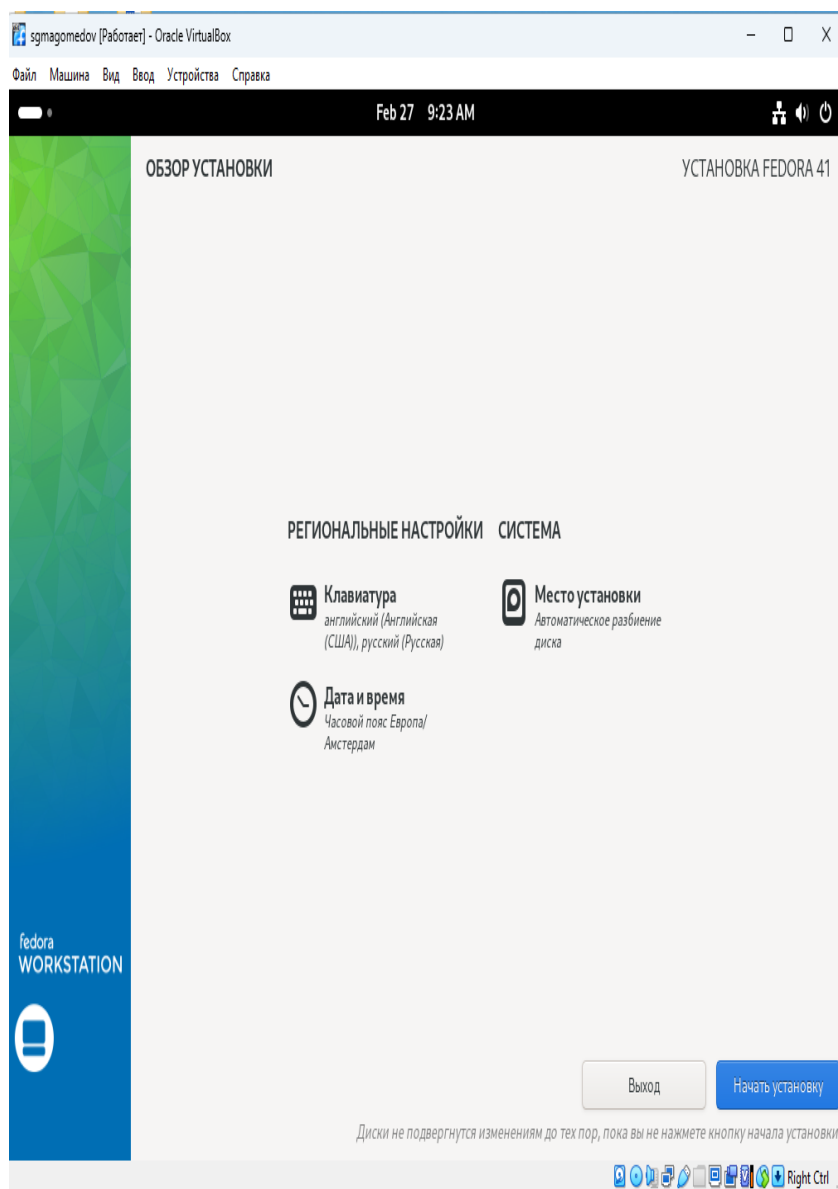 sgmagomedov [Работает] - Oracle VirtualBox
Файл Машина Вид Ввод Устройства Справка
Feb 27 9:23 AM
ОБЗОР УСТАНОВКИ
УСТАНОВКА FEDORA 41
РЕГИОНАЛЬНЫЕ НАСТРОЙКИ
Клавиатура
английский (Английская
(США)), русский (Русская)
Дата и время
Часовой пояс Европа/
Амстердам
СИСТЕМА
Место установки
Автоматическое разбиение
диска
fedora
WORKSTATION
Выход
Начать установку
Диски не подвергнутся изменениям до тех пор, пока вы не нажмете кнопку начала установки
Right Ctrl